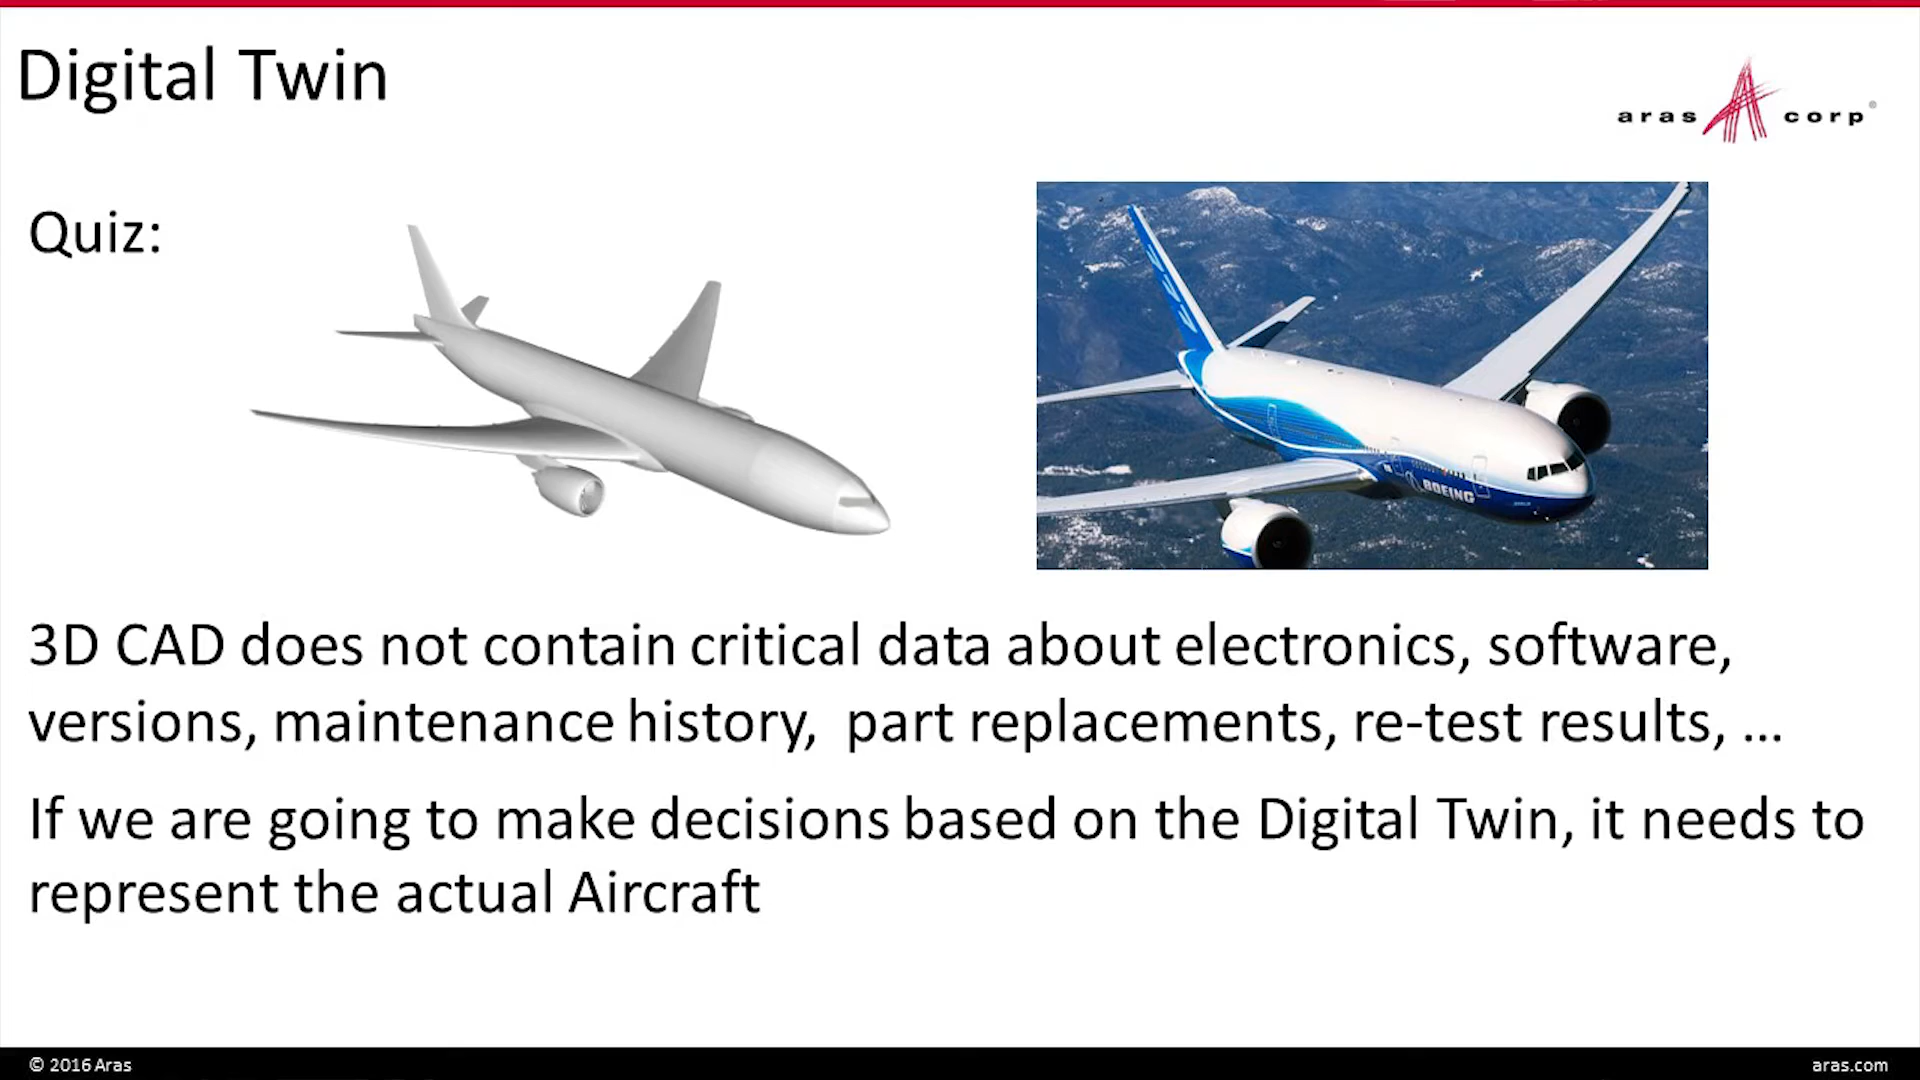 Digital Twin
aras corp®
Quiz:
BOEING
3D CAD does not contain critical data about electronics, software,
versions, maintenance history, part replacements, re-test results, ...
If we are going to make decisions based on the Digital Twin, it needs to
represent the actual Aircraft
© 2016 Aras
aras.com